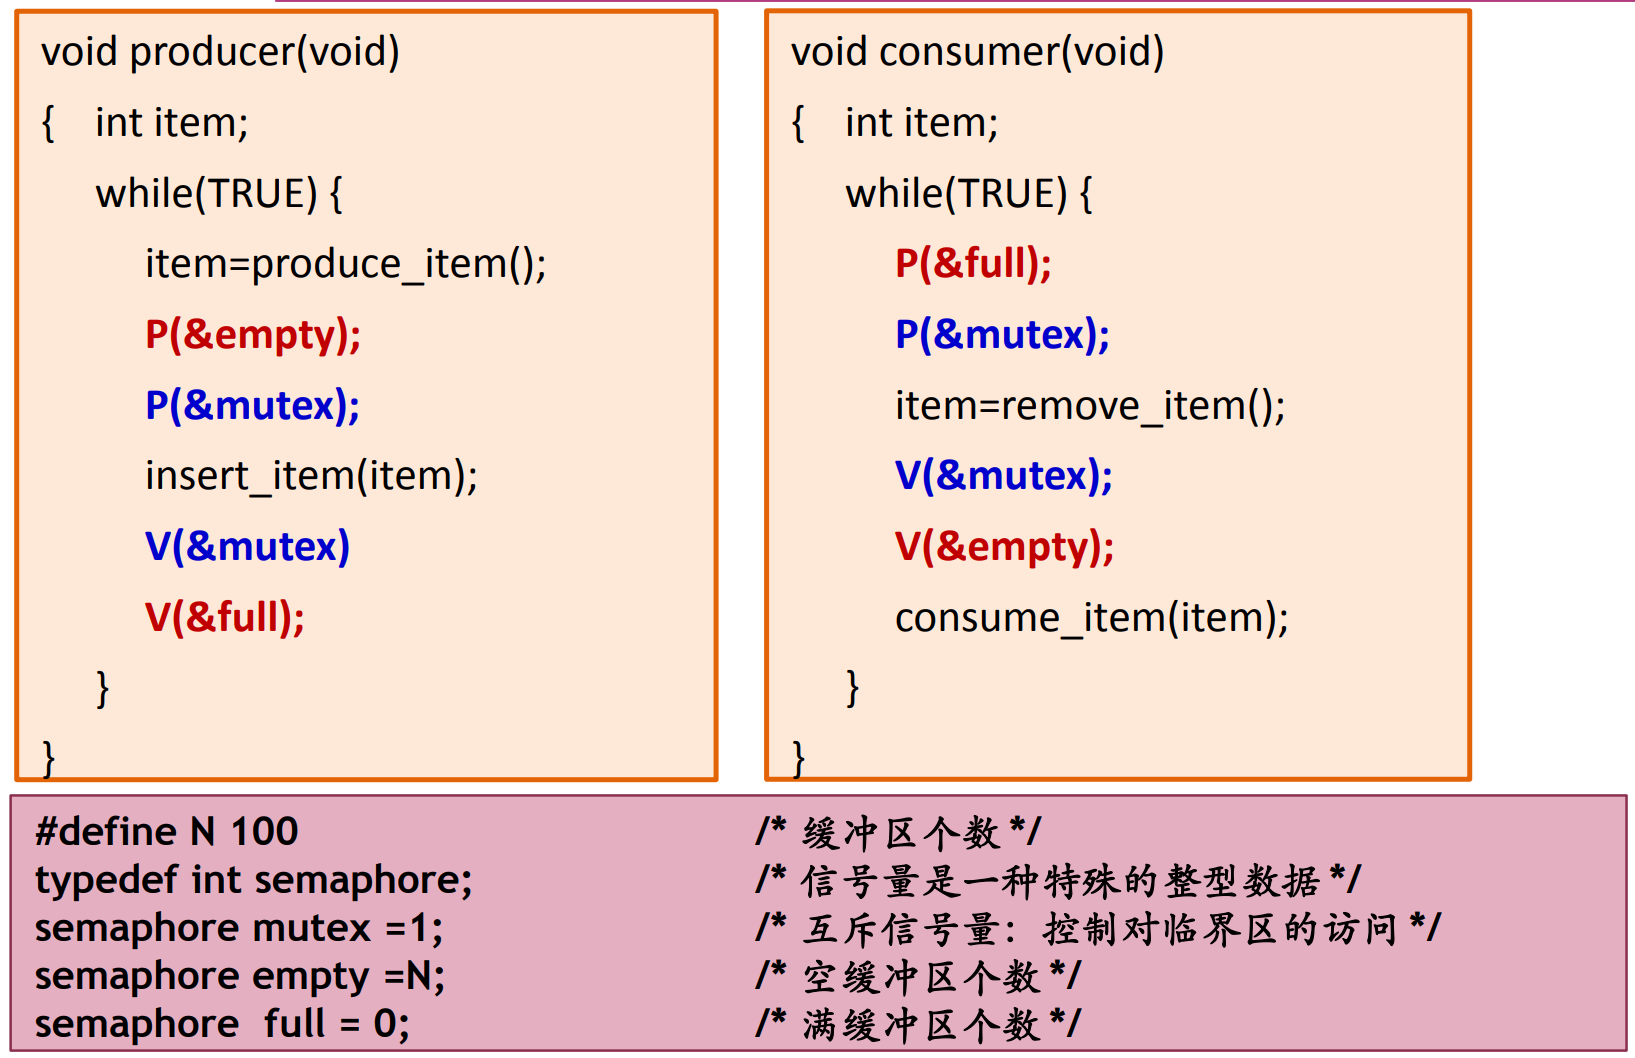 void producer(void)
{ int item;
while(TRUE) {
item=produce_item();
P(&empty);
P(&mutex);
insert_item(item);
V(&mutex)
V(&full);
}
}
void consumer(void)
{ int item;
while(TRUE) {
P(&full);
P(&mutex);
item=remove_item();
V(&mutex);
V(&empty);
consume_item(item);
}
}
#define N 100 /* 缓冲区个数 */
typedef int semaphore; /* 信号量是一种特殊的整型数据 */
semaphore mutex =1; /* 互斥信号量：控制对临界区的访问 */
semaphore empty =N; /* 空缓冲区个数 */
semaphore full = 0; /* 满缓冲区个数 */